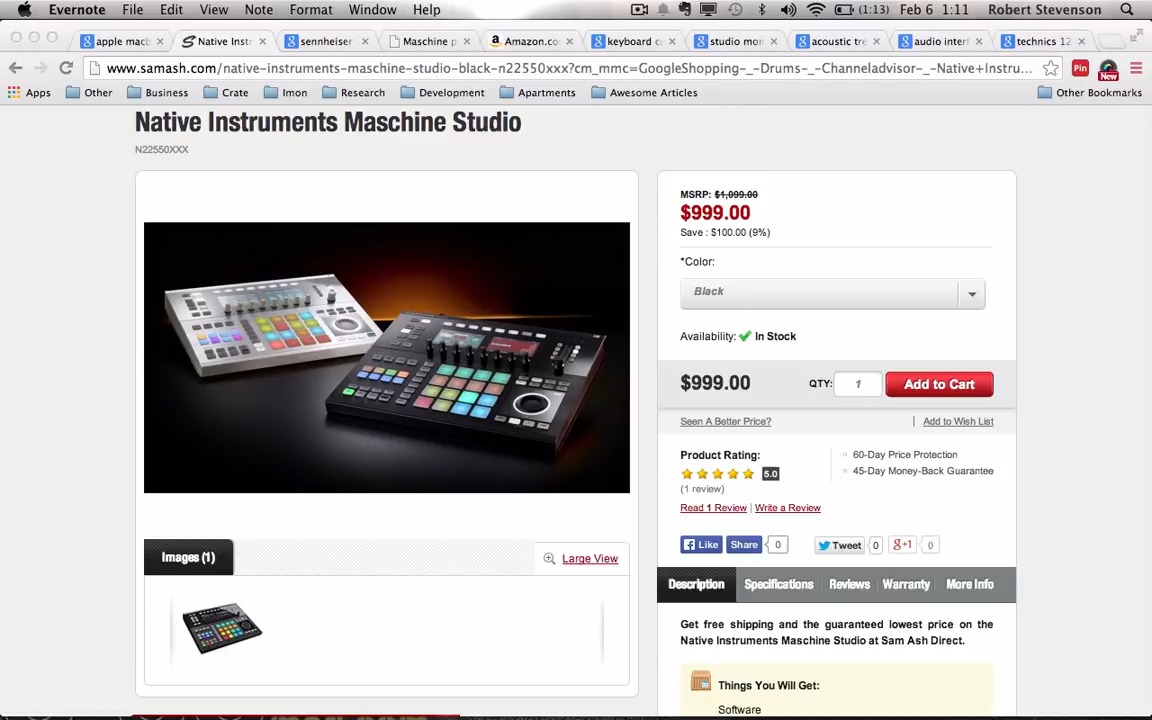 Evernote File Edit View Note Format Window Help (1:13) Feb 6 1:11 Robert Stevenson
apple macb Native Instr sennheiser Maschine p Amazon.co keyboard c studio mon acoustic tre audio interf technics 12
www.samash.com/native-instruments-maschine-studio-black-n22550xxx?cm_mmc=GoogleShopping-_-Drums-_-Channeladvisor-_-Native+Instru... Pin New
Apps Other Business Crate Imon Research Development Apartments Awesome Articles Other Bookmarks
Native Instruments Maschine Studio
N22550XXX
MSRP: $1,099.00
$999.00
Save : $100.00 (9%)
*Color:
Black
Availability: In Stock
$999.00 QTY: 1 Add to Cart
Seen A Better Price? | Add to Wish List
Product Rating:
5.0
(1 review)
Read 1 Review | Write a Review
60-Day Price Protection
45-Day Money-Back Guarantee
Like Share 0 Tweet 0 g+1 0
Images (1) Large View
Description Specifications Reviews Warranty More Info
Get free shipping and the guaranteed lowest price on the
Native Instruments Maschine Studio at Sam Ash Direct.
Things You Will Get:
Software